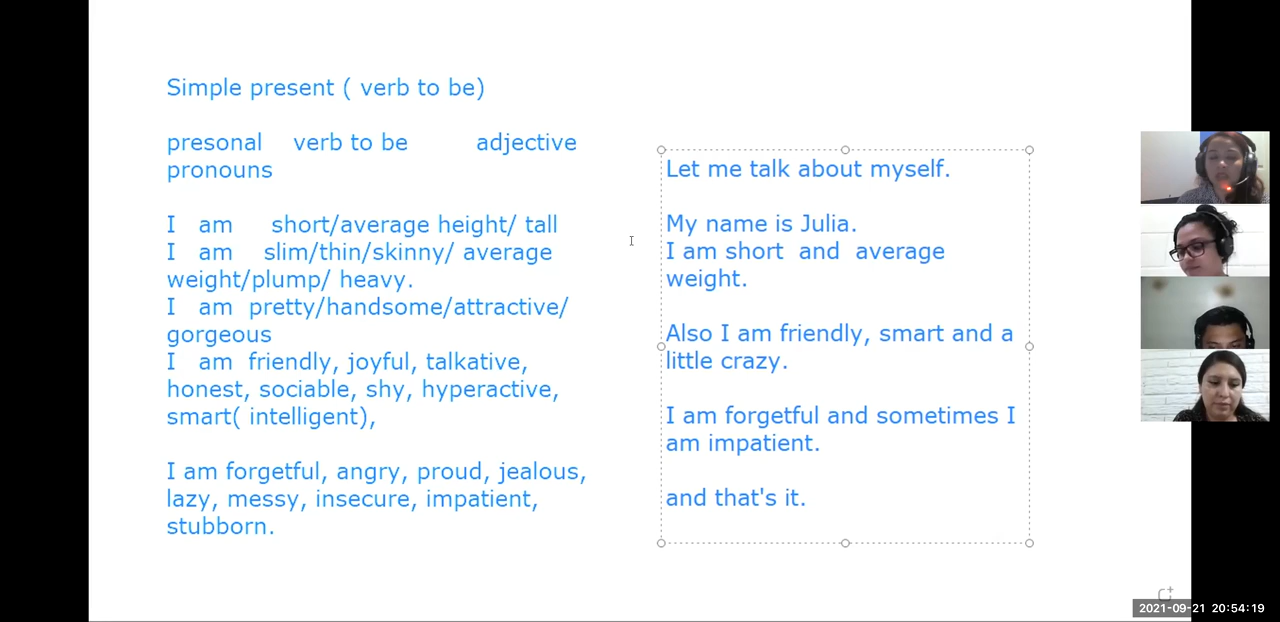 Simple present ( verb to be)
presonal verb to be adjective
pronouns
I am short/average height/ tall
I am slim/thin/skinny/ average
weight/plump/ heavy.
I am pretty/handsome/attractive/
gorgeous
I am friendly, joyful, talkative,
honest, sociable, shy, hyperactive,
smart( intelligent),
I am forgetful, angry, proud, jealous,
lazy, messy, insecure, impatient,
stubborn.
Let me talk about myself.
My name is Julia.
I am short and average
weight.
Also I am friendly, smart and a
little crazy.
I am forgetful and sometimes I
am impatient.
and that's it.
2021-09-21 20:54:19